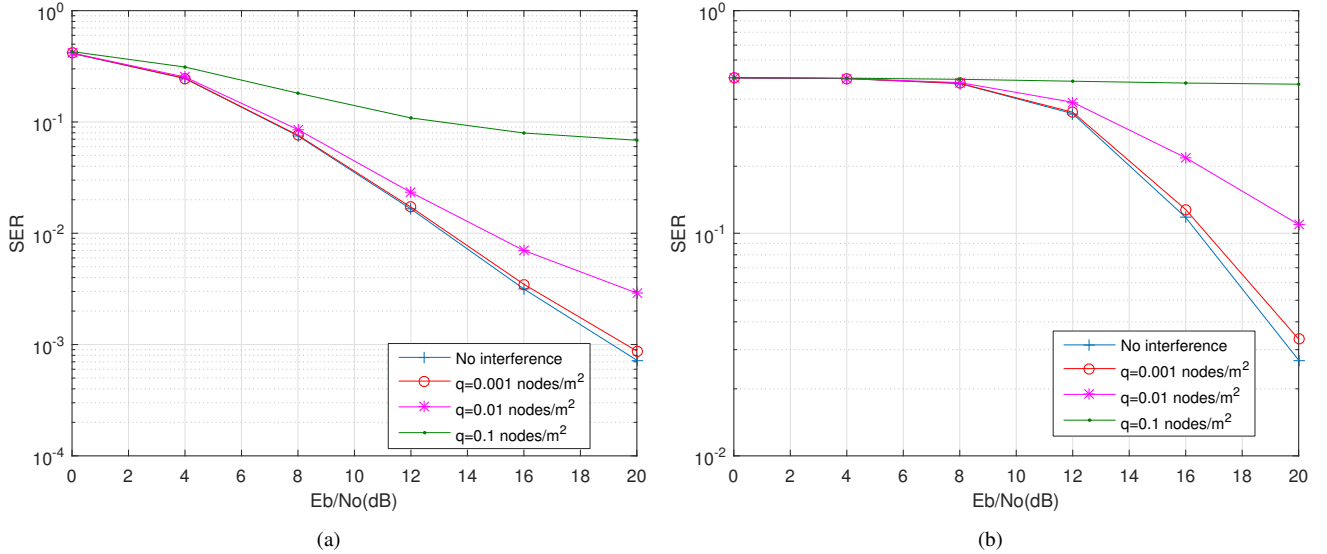 10^0
10^-1
10^-2
10^-3
10^-4
SER
0 2 4 6 8 10 12 14 16 18 20
Eb/No(dB)
No interference
q=0.001 nodes/m^2
q=0.01 nodes/m^2
q=0.1 nodes/m^2
(a)
10^0
10^-1
10^-2
SER
0 2 4 6 8 10 12 14 16 18 20
Eb/No(dB)
No interference
q=0.001 nodes/m^2
q=0.01 nodes/m^2
q=0.1 nodes/m^2
(b)